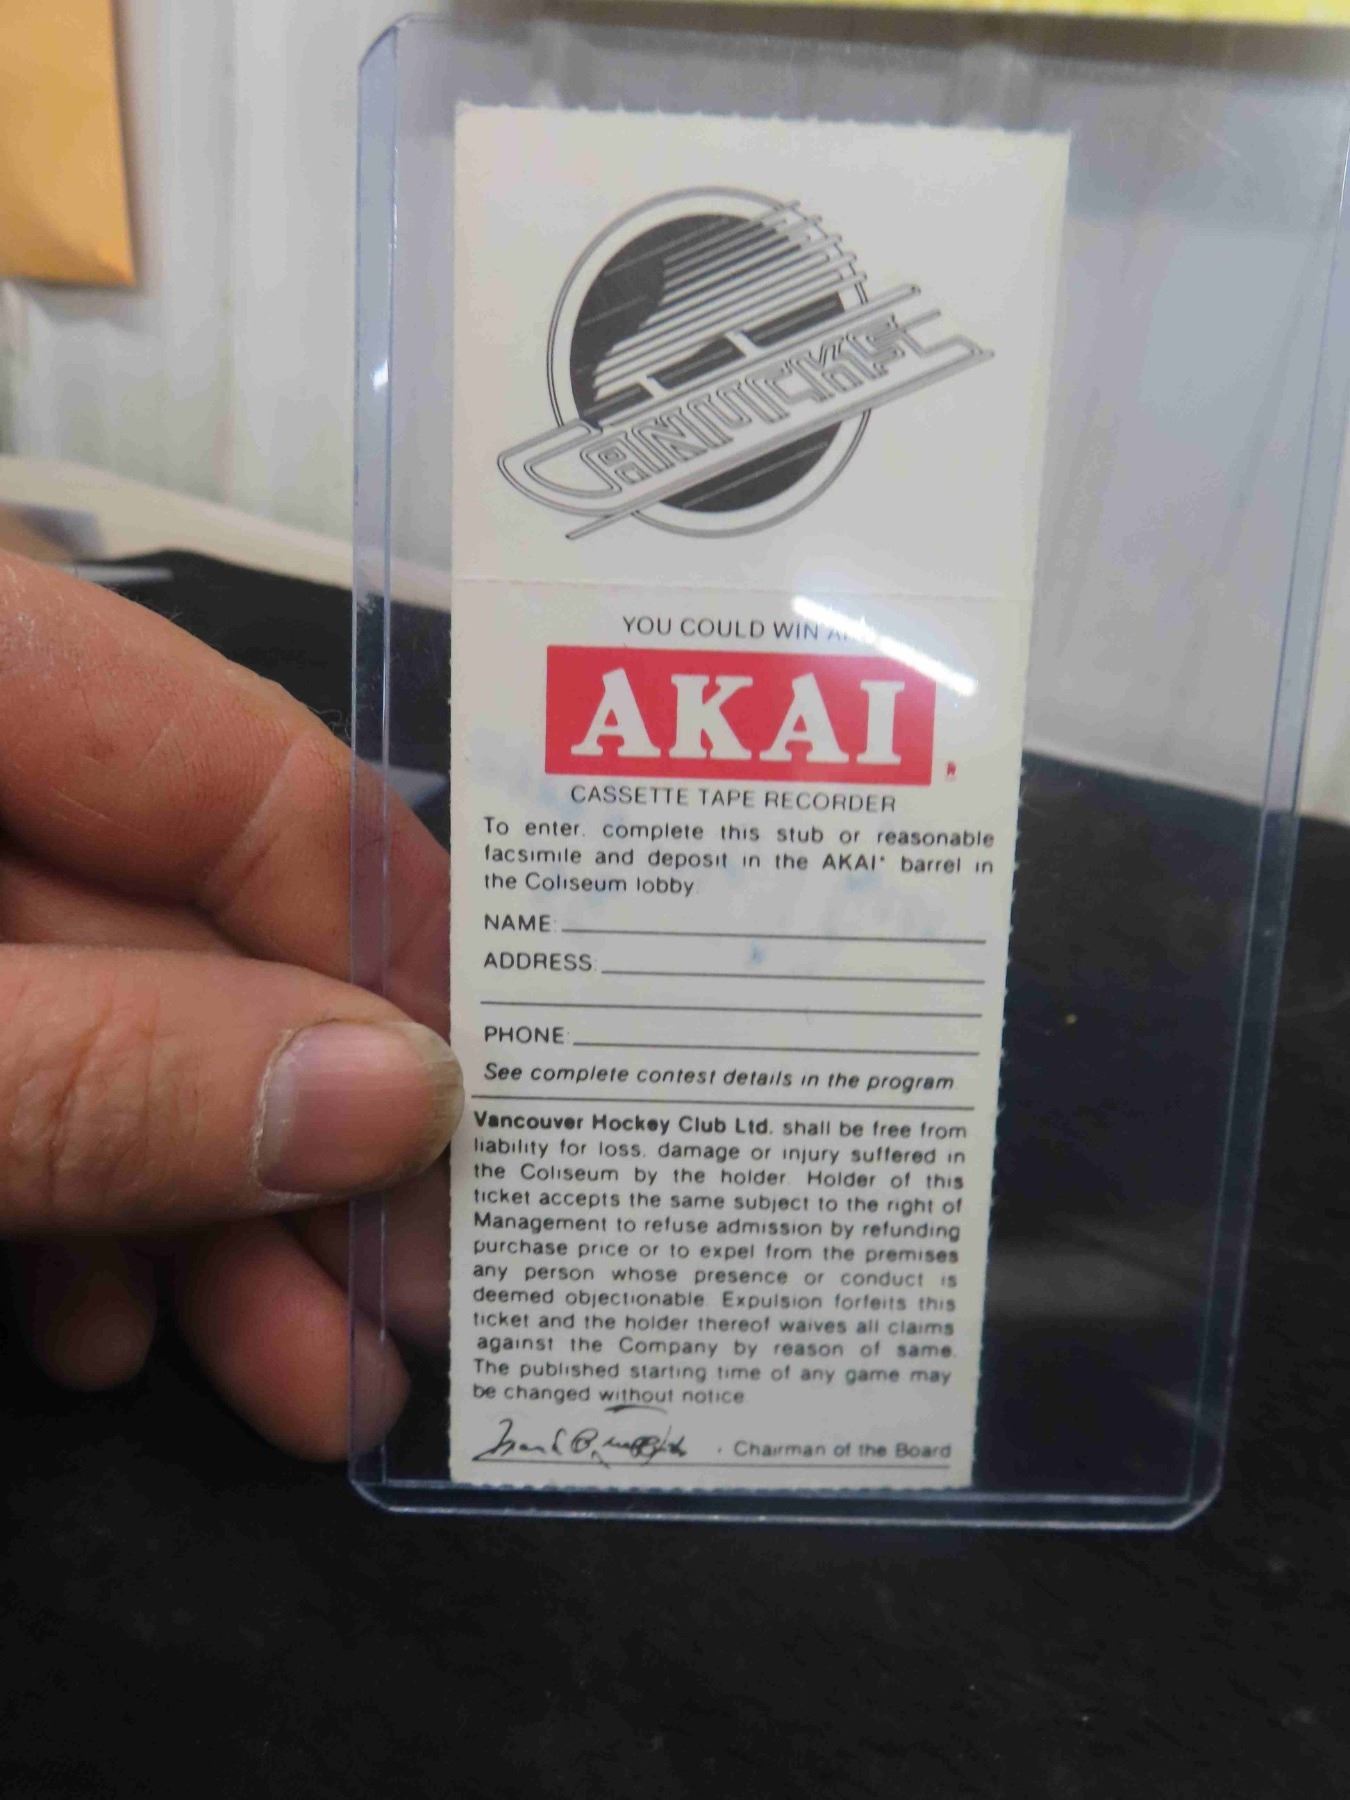 CANUCKS
YOU COULD WIN AN
AKAI
®
CASSETTE TAPE RECORDER
To enter, complete this stub or reasonable
facsimile and deposit in the AKAI* barrel in
the Coliseum lobby.
NAME:
ADDRESS:
PHONE:
See complete contest details in the program
Vancouver Hockey Club Ltd. shall be free from
liability for loss, damage or injury suffered in
the Coliseum by the holder. Holder of this
ticket accepts the same subject to the right of
Management to refuse admission by refunding
purchase price or to expel from the premises
any person whose presence or conduct is
deemed objectionable. Expulsion forfeits this
ticket and the holder thereof waives all claims
against the Company by reason of same.
The published starting time of any game may
be changed without notice.
Chairman of the Board